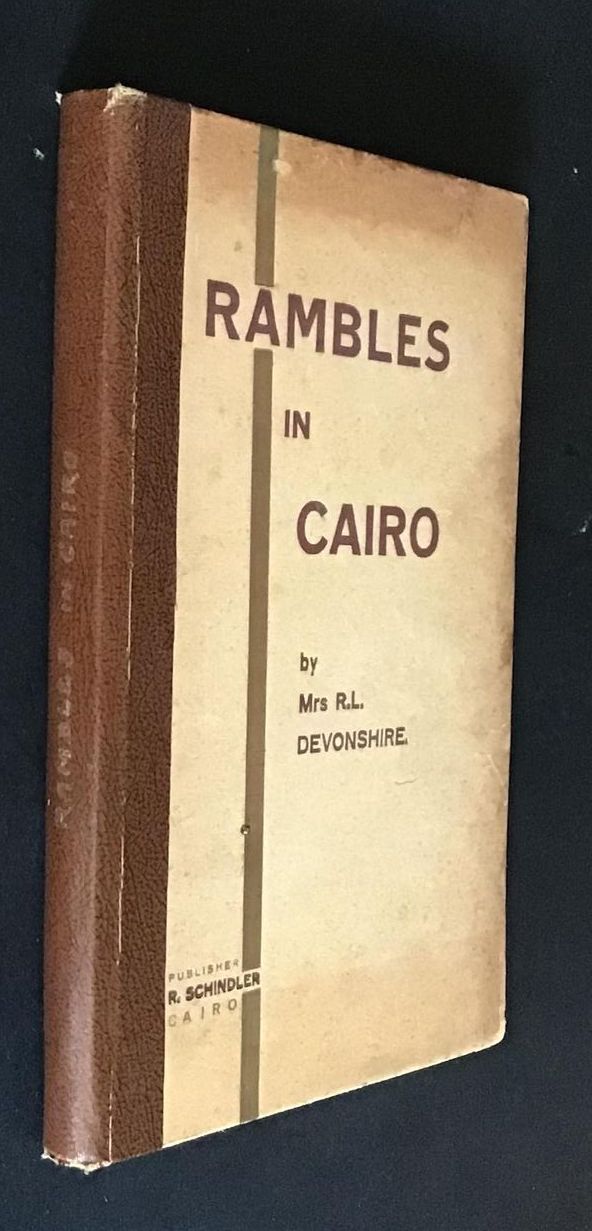 RAMBLES IN CAIRO
RAMBLES
IN
CAIRO
by
Mrs R.L.
DEVONSHIRE.
PUBLISHER
R. SCHINDLER
CAIRO